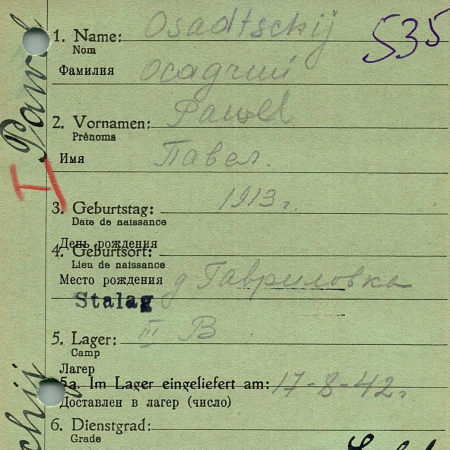 Osadtschij
535
1. Name:
Nom
Фамилия Осадчий
Pawel
2. Vornamen:
Prénoms
Имя Павел.
I
3. Geburtstag: 1913 г.
Date de naissance
День рождения
4. Geburtsort:
Lieu de naissance
Место рождения д Гавриловка
Stalag
III B
5. Lager:
Camp
Лагерь
5a. Im Lager eingeliefert am: 17-8-42 г.
Доставлен в лагер (число)
6. Dienstgrad:
Grade